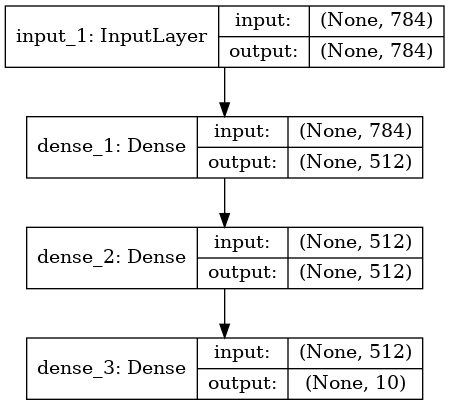 input_1: InputLayer
input: (None, 784)
output: (None, 784)
dense_1: Dense
input: (None, 784)
output: (None, 512)
dense_2: Dense
input: (None, 512)
output: (None, 512)
dense_3: Dense
input: (None, 512)
output: (None, 10)